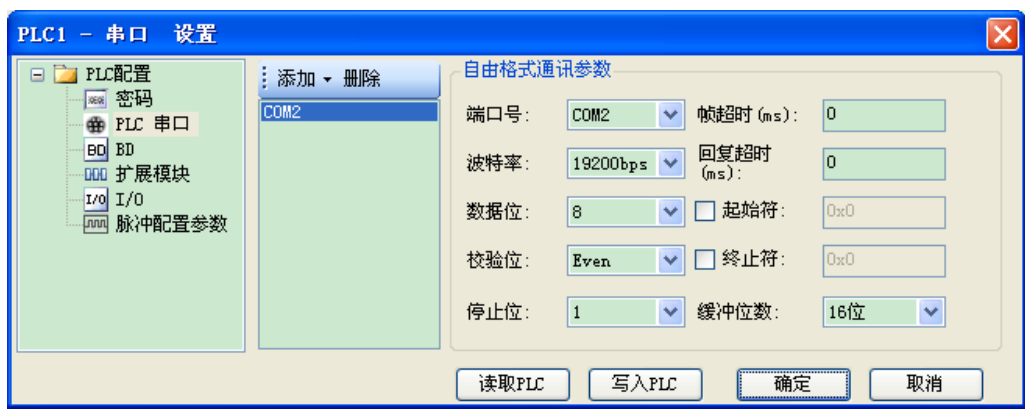 PLC1 - 串口 设置
PLC配置
密码
PLC 串口
BD BD
扩展模块
I/O I/O
脉冲配置参数
添加 删除
COM2
自由格式通讯参数
端口号: COM2 帧超时(ms): 0
波特率: 19200bps 回复超时(ms): 0
数据位: 8 起始符: 0x0
校验位: Even 终止符: 0x0
停止位: 1 缓冲位数: 16位
读取PLC 写入PLC 确定 取消